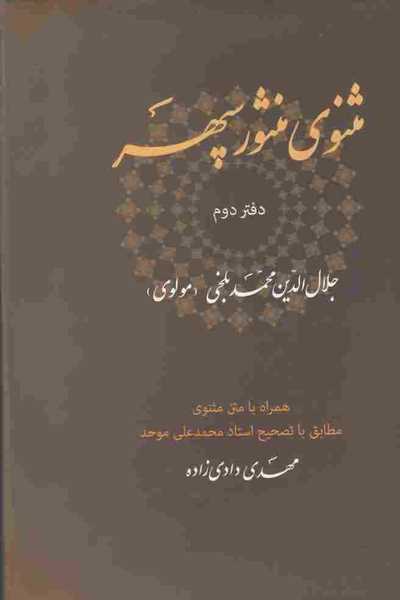 مثنوی منثور سپهر
دفتر دوم
جلال‌الدین محمد بلخی (مولوی)
همراه با متن مثنوی
مطابق با تصحیح استاد محمدعلی موحد
مهدی دادی‌زاده